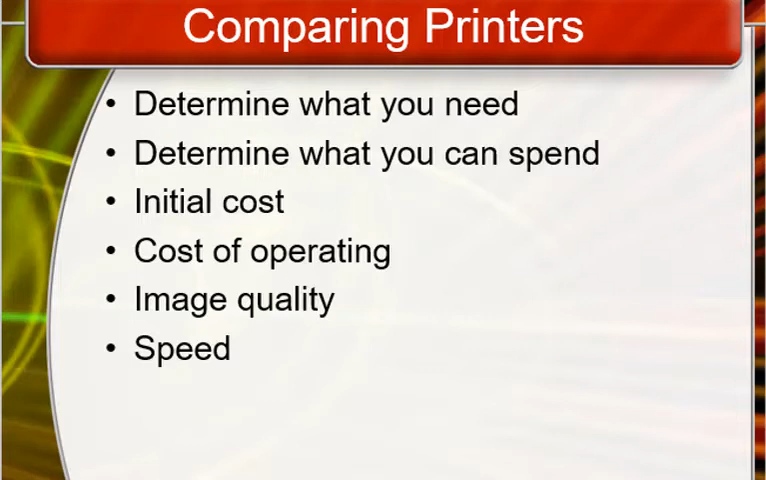 Comparing Printers
• Determine what you need
• Determine what you can spend
• Initial cost
• Cost of operating
• Image quality
• Speed